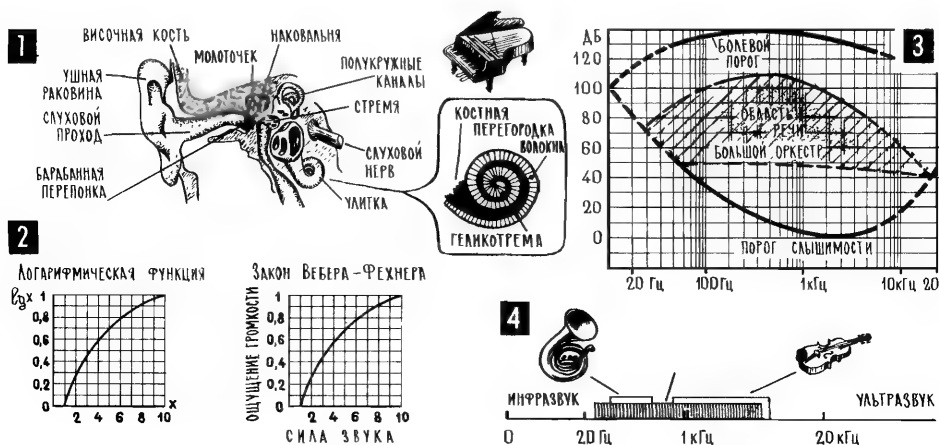 1
ВИСОЧНАЯ КОСТЬ
НАКОВАЛЬНЯ
МОЛОТОЧЕК
УШНАЯ
РАКОВИНА
ПОЛУКРУЖНЫЕ
КАНАЛЫ
СЛУХОВОЙ
ПРОХОД
СТРЕМЯ
БАРАБАННАЯ
ПЕРЕПОНКА
СЛУХОВОЙ
НЕРВ
УЛИТКА
КОСТНАЯ
ПЕРЕГОРОДКА
ВОЛОКНА
ГЕЛИКОТРЕМА
2
ЛОГАРИФМИЧЕСКАЯ ФУНКЦИЯ
ℓgx
1
0,8
0,6
0,4
0,2
0
2 4 6 8 10
x
ЗАКОН ВЕБЕРА-ФЕХНЕРА
ОЩУЩЕНИЕ ГРОМКОСТИ
1
0,8
0,6
0,4
0,2
0
2 4 6 8 10
СИЛА ЗВУКА
3
ДБ
120
100
80
60
40
20
0
БОЛЕВОЙ
ПОРОГ
ОБЛАСТЬ
РЕЧИ
БОЛЬШОЙ ОРКЕСТР
ПОРОГ СЛЫШИМОСТИ
20 Гц 100Гц 1кГц 10кГц 20
4
ИНФРАЗВУК
УЛЬТРАЗВУК
0 20 Гц 1 кГц 20кГц